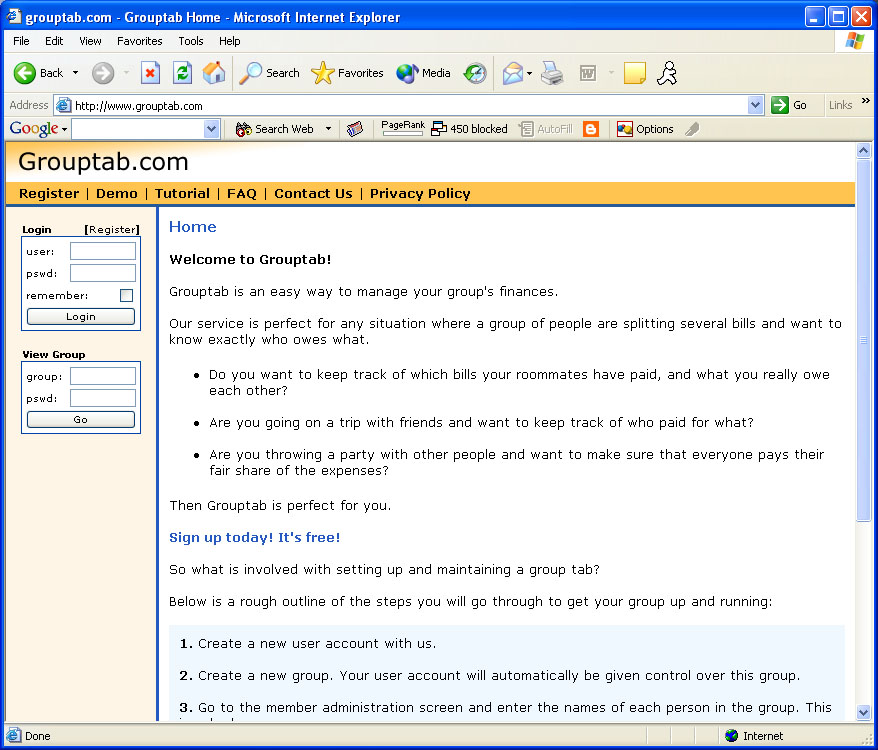 grouptab.com - Grouptab Home - Microsoft Internet Explorer
File Edit View Favorites Tools Help
Back Search Favorites Media
Address http://www.grouptab.com Go Links »
Google Search Web PageRank 450 blocked AutoFill Options
Grouptab.com
Register | Demo | Tutorial | FAQ | Contact Us | Privacy Policy
Login [Register]
user:
pswd:
remember:
Login
View Group
group:
pswd:
Go
Home
Welcome to Grouptab!
Grouptab is an easy way to manage your group's finances.
Our service is perfect for any situation where a group of people are splitting several bills and want to
know exactly who owes what.
• Do you want to keep track of which bills your roommates have paid, and what you really owe
each other?
• Are you going on a trip with friends and want to keep track of who paid for what?
• Are you throwing a party with other people and want to make sure that everyone pays their
fair share of the expenses?
Then Grouptab is perfect for you.
Sign up today! It's free!
So what is involved with setting up and maintaining a group tab?
Below is a rough outline of the steps you will go through to get your group up and running:
1. Create a new user account with us.
2. Create a new group. Your user account will automatically be given control over this group.
3. Go to the member administration screen and enter the names of each person in the group. This
Done Internet